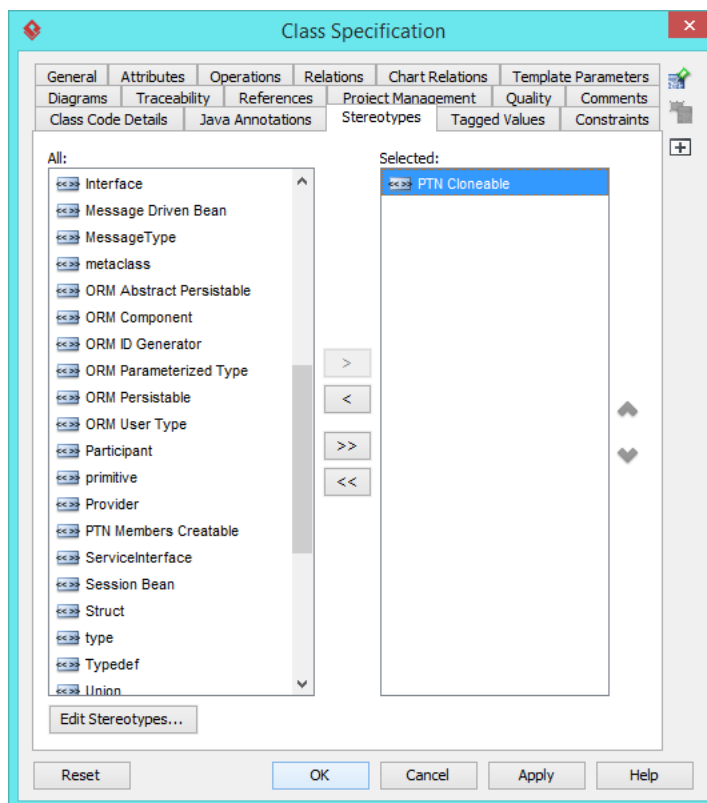 Class Specification
General Attributes Operations Relations Chart Relations Template Parameters
Diagrams Traceability References Project Management Quality Comments
Class Code Details Java Annotations Stereotypes Tagged Values Constraints
All:
Selected:
Interface
Message Driven Bean
MessageType
metaclass
ORM Abstract Persistable
ORM Component
ORM ID Generator
ORM Parameterized Type
ORM Persistable
ORM User Type
Participant
primitive
Provider
PTN Members Creatable
ServiceInterface
Session Bean
Struct
type
Typedef
Union
>
<
>>
<<
PTN Cloneable
Edit Stereotypes...
Reset OK Cancel Apply Help